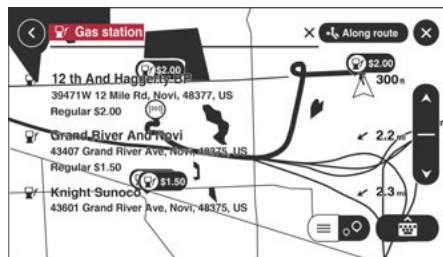 Gas station
Along route
$2.00
$2.00
12 th And Haggerty BP
300 ft
39471W 12 Mile Rd, Novi, 48377, US
Regular $2.00
Grand River And Novi
2.2 mi
43407 Grand River Ave, Novi, 48375, US
Regular $1.50
$1.50
Knight Sunoco
2.3 mi
43601 Grand River Ave, Novi, 48375, US